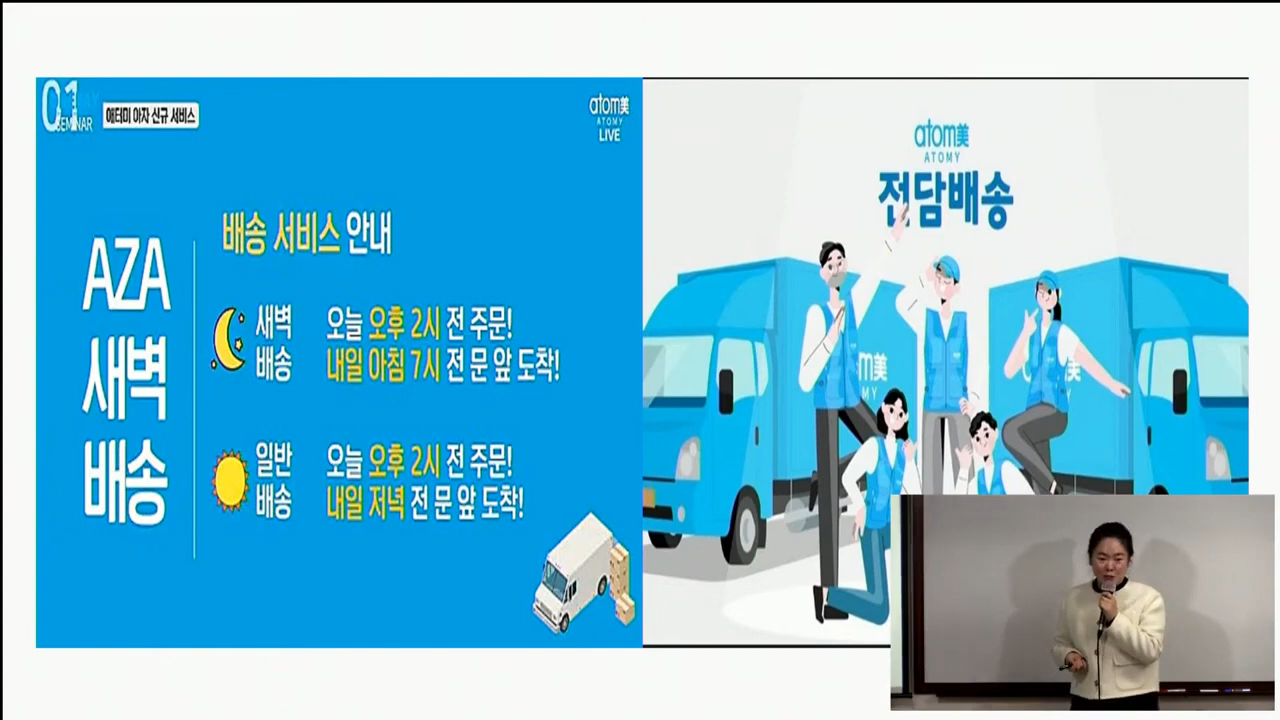 01
SEMINAR
애터미 아자 신규 서비스
atom美
ATOMY
LIVE
AZA
새벽
배송
배송 서비스 안내
새벽
배송
오늘 오후 2시 전 주문!
내일 아침 7시 전 문 앞 도착!
일반
배송
오늘 오후 2시 전 주문!
내일 저녁 전 문 앞 도착!
atom美
ATOMY
전담배송